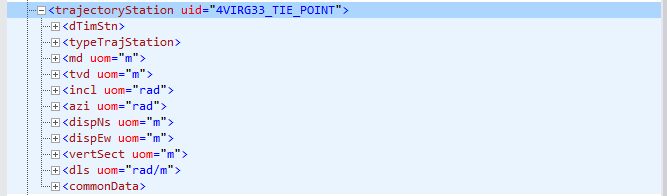 <trajectoryStation uid="4VIRG33_TIE_POINT">
<dTimStn>
<typeTrajStation>
<md uom="m">
<tvd uom="m">
<incl uom="rad">
<azi uom="rad">
<dispNs uom="m">
<dispEw uom="m">
<vertSect uom="m">
<dls uom="rad/m">
<commonData>